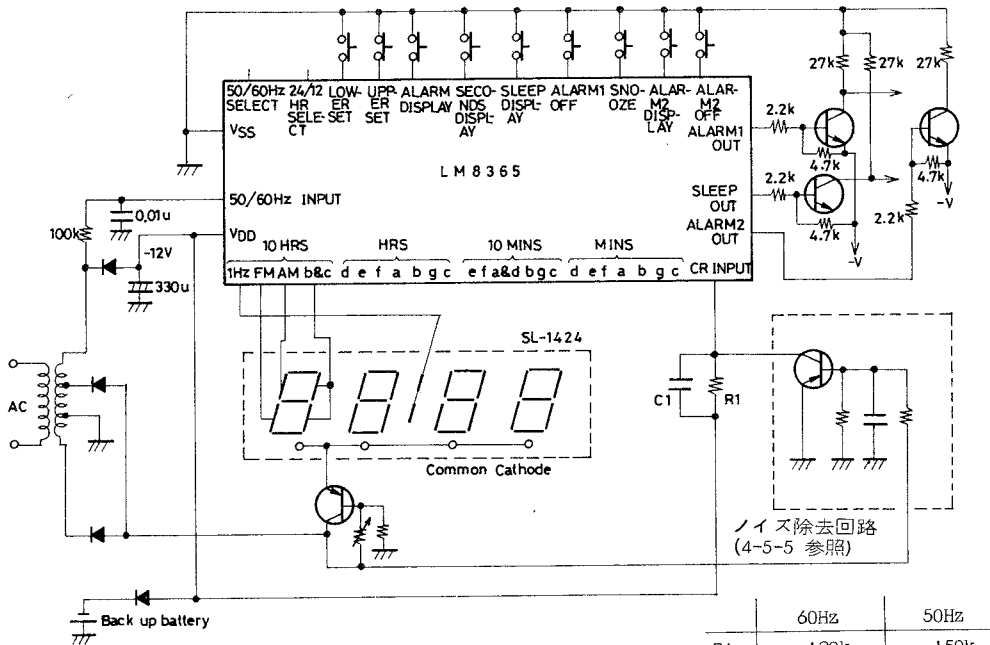 27k
27k
27k
50/60Hz
SELECT
24/12
HR
SELE-
CT
LOW-
ER
SET
UPP-
ER
SET
ALARM
DISPLAY
SECO-
NDS
DISPL-
AY
SLEEP
DISPL-
AY
ALARM1
OFF
SNO-
OZE
ALAR-
M2
DISP-
LAY
ALAR-
M2
OFF
VSS
ALARM1
OUT
2.2k
4.7k
LM8365
SLEEP
OUT
2.2k
4.7k
-V
ALARM2
OUT
2.2k
4.7k
-V
50/60Hz INPUT
0.01u
100k
VDD
-12V
330u
10 HRS
HRS
10 MINS
MINS
1Hz FM AM b&c d e f a b g c e f a&d b g c d e f a b g c
CR INPUT
SL-1424
AC
C1
R1
Common Cathode
ノイズ除去回路
(4-5-5 参照)
Back up battery
60Hz 50Hz